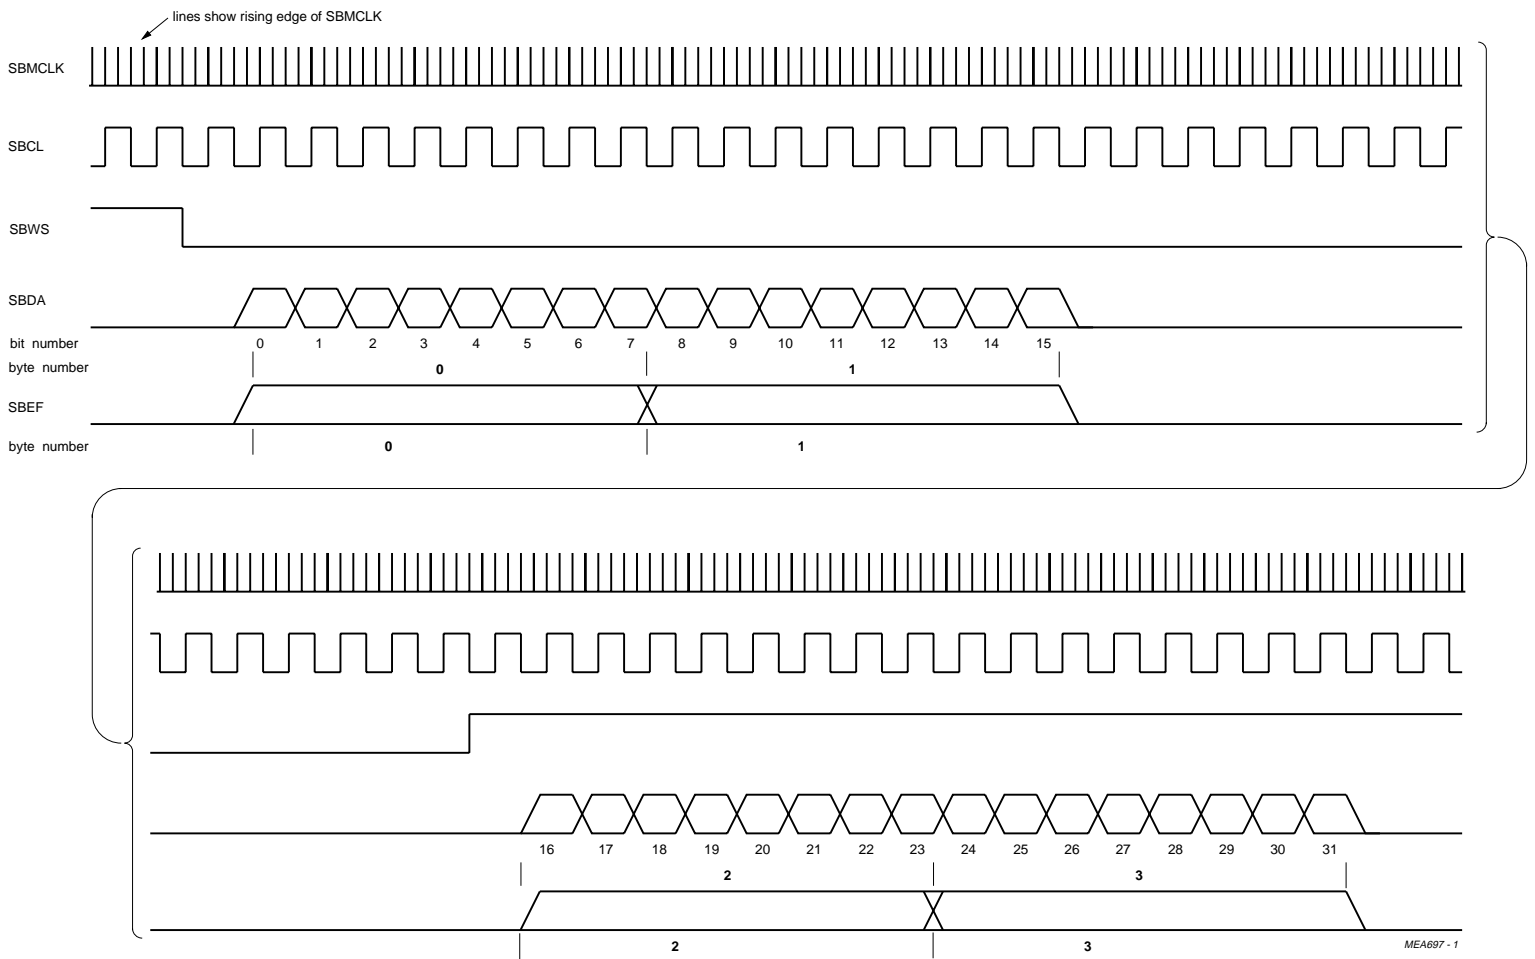 lines show rising edge of SBMCLK
SBMCLK
SBCL
SBWS
SBDA
bit number 0 1 2 3 4 5 6 7 8 9 10 11 12 13 14 15
byte number 0 1
SBEF
byte number 0 1
16 17 18 19 20 21 22 23 24 25 26 27 28 29 30 31
2 3
2 3
MEA697 - 1